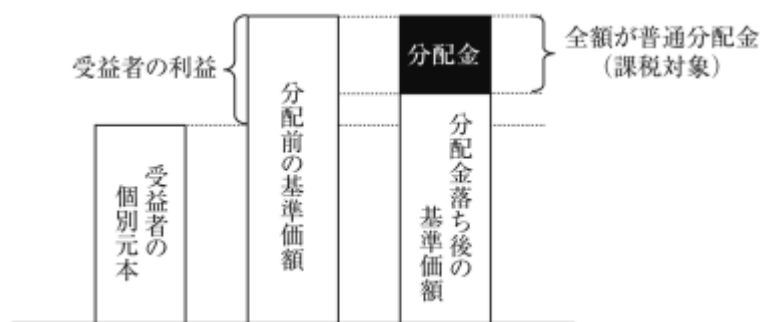 受益者の利益
分配金
全額が普通分配金
(課税対象)
受益者の
個別元本
分配前の基準価額
分配金落ち後の
基準価額